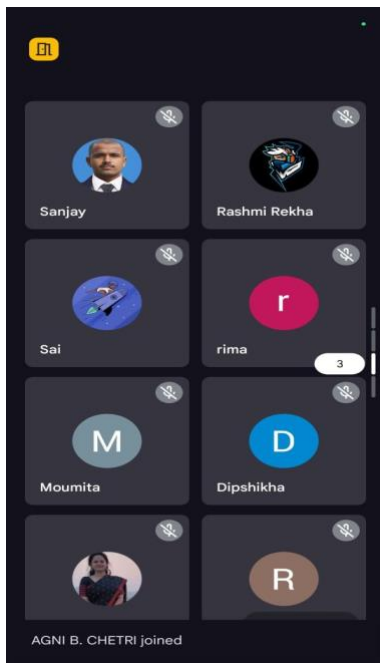 Sanjay
Rashmi Rekha
Sai
r
rima
3
M
Moumita
D
Dipshikha
R
AGNI B. CHETRI joined